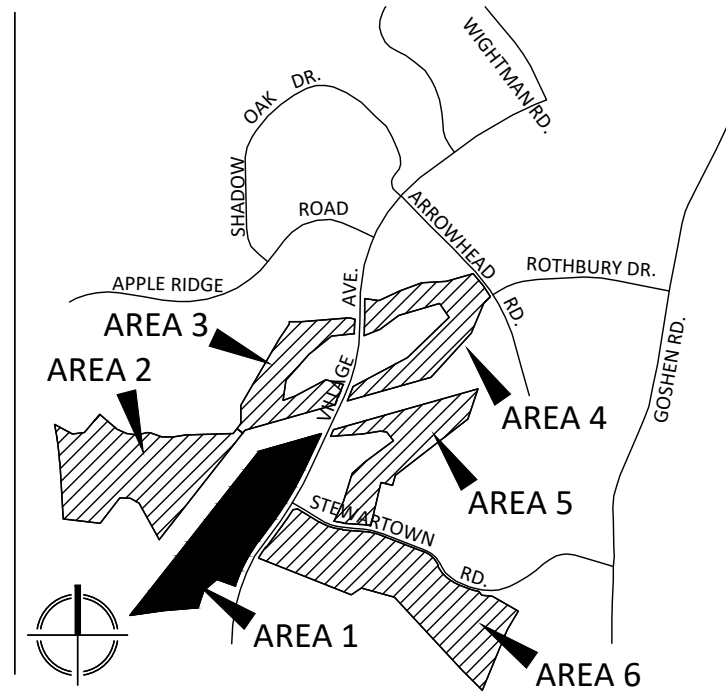 WIGHTMAN RD.
SHADOW OAK DR.
APPLE RIDGE ROAD
ARROWHEAD RD.
ROTHBURY DR.
GOSHEN RD.
VILLAGE AVE.
AREA 3
AREA 2
AREA 4
AREA 5
STEWARTOWN RD.
AREA 1
AREA 6